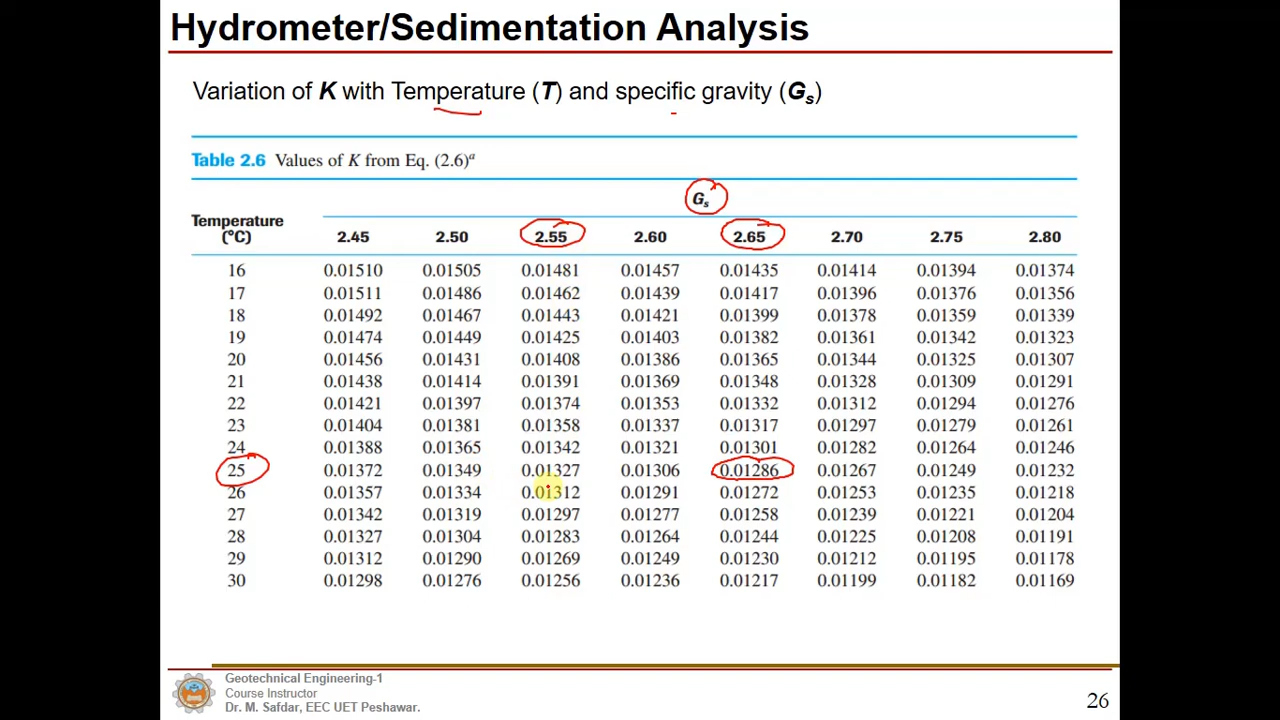 Hydrometer/Sedimentation Analysis
Variation of K with Temperature (T) and specific gravity (Gs)
Table 2.6 Values of K from Eq. (2.6)a
Gs
Temperature
(°C) 2.45 2.50 2.55 2.60 2.65 2.70 2.75 2.80
16 0.01510 0.01505 0.01481 0.01457 0.01435 0.01414 0.01394 0.01374
17 0.01511 0.01486 0.01462 0.01439 0.01417 0.01396 0.01376 0.01356
18 0.01492 0.01467 0.01443 0.01421 0.01399 0.01378 0.01359 0.01339
19 0.01474 0.01449 0.01425 0.01403 0.01382 0.01361 0.01342 0.01323
20 0.01456 0.01431 0.01408 0.01386 0.01365 0.01344 0.01325 0.01307
21 0.01438 0.01414 0.01391 0.01369 0.01348 0.01328 0.01309 0.01291
22 0.01421 0.01397 0.01374 0.01353 0.01332 0.01312 0.01294 0.01276
23 0.01404 0.01381 0.01358 0.01337 0.01317 0.01297 0.01279 0.01261
24 0.01388 0.01365 0.01342 0.01321 0.01301 0.01282 0.01264 0.01246
25 0.01372 0.01349 0.01327 0.01306 0.01286 0.01267 0.01249 0.01232
26 0.01357 0.01334 0.01312 0.01291 0.01272 0.01253 0.01235 0.01218
27 0.01342 0.01319 0.01297 0.01277 0.01258 0.01239 0.01221 0.01204
28 0.01327 0.01304 0.01283 0.01264 0.01244 0.01225 0.01208 0.01191
29 0.01312 0.01290 0.01269 0.01249 0.01230 0.01212 0.01195 0.01178
30 0.01298 0.01276 0.01256 0.01236 0.01217 0.01199 0.01182 0.01169
Geotechnical Engineering-1
Course Instructor
Dr. M. Safdar, EEC UET Peshawar.
26